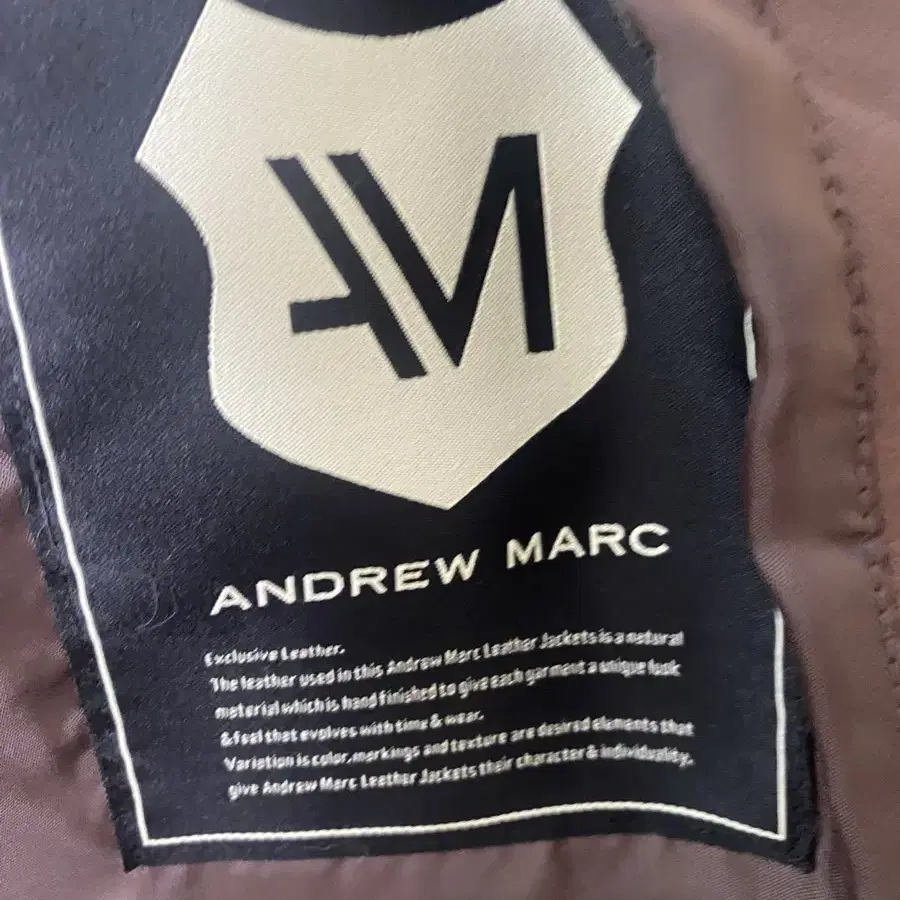 AM
ANDREW MARC
Exclusive Leather.
The leather used in this Andrew Marc Leather Jackets is a natural
material which is hand finished to give each garment a unique look
& feel that evolves with time & wear.
Variation is color, markings and texture are desired elements that
give Andrew Marc Leather Jackets their character & individuality.